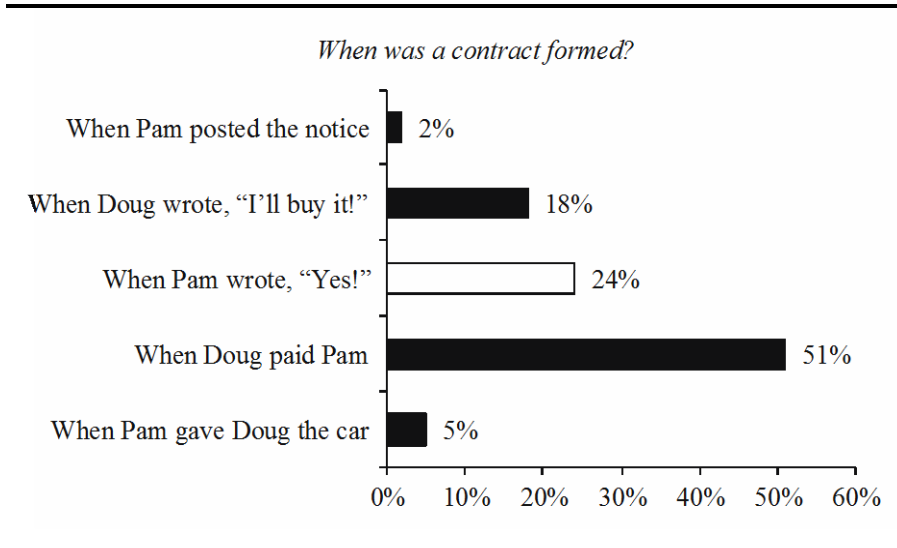 When was a contract formed?
When Pam posted the notice 2%
When Doug wrote, “I’ll buy it!” 18%
When Pam wrote, “Yes!” 24%
When Doug paid Pam 51%
When Pam gave Doug the car 5%
0% 10% 20% 30% 40% 50% 60%